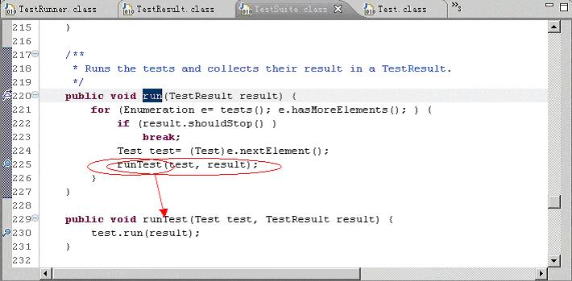 TestRunner.class TestResult.class TestSuite.class Test.class »3
215 }
216
217 /**
218 * Runs the tests and collects their result in a TestResult.
219 */
220 public void run(TestResult result) {
221 for (Enumeration e= tests(); e.hasMoreElements(); ) {
222 if (result.shouldStop() )
223 break;
224 Test test= (Test)e.nextElement();
225 runTest(test, result);
226 }
227 }
228
229 public void runTest(Test test, TestResult result) {
230 test.run(result);
231 }
232